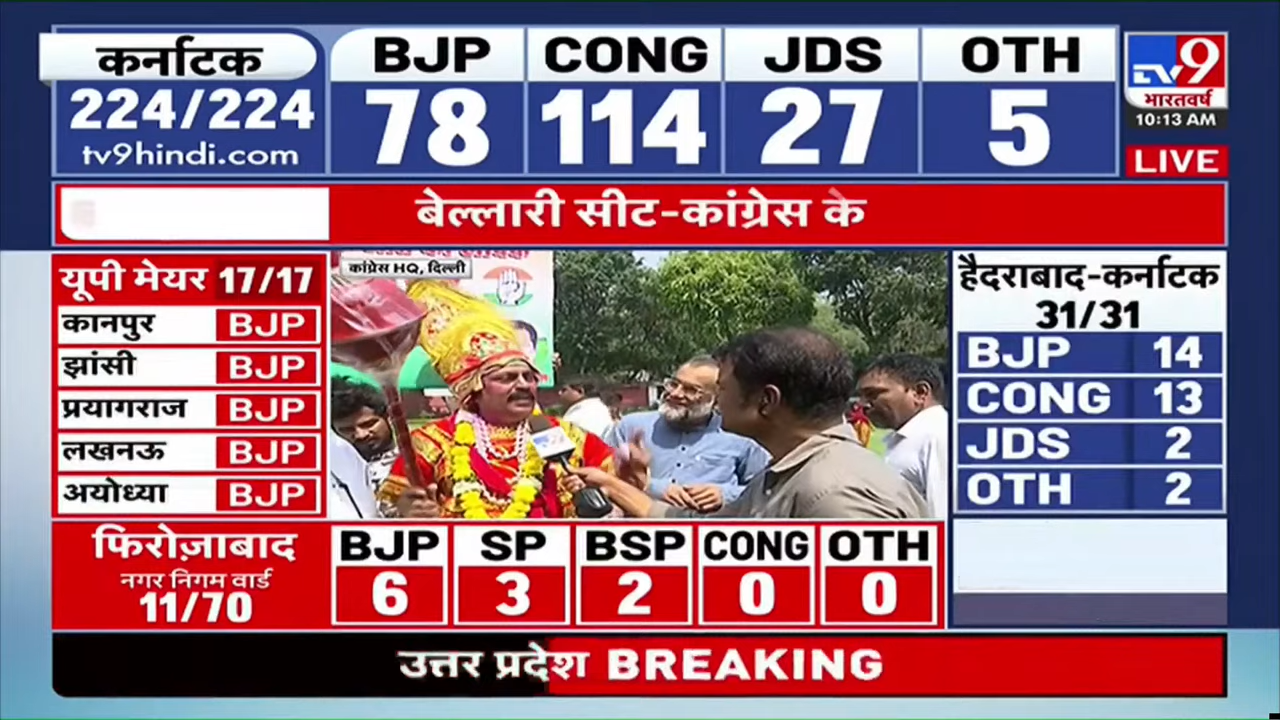 कर्नाटक
224/224
tv9hindi.com
BJP CONG JDS OTH
78 114 27 5
TV9
भारतवर्ष
10:13 AM
LIVE
बेल्लारी सीट-कांग्रेस के
यूपी मेयर 17/17
कानपुर BJP
झांसी BJP
प्रयागराज BJP
लखनऊ BJP
अयोध्या BJP
कांग्रेस HQ, दिल्ली
हैदराबाद-कर्नाटक
31/31
BJP 14
CONG 13
JDS 2
OTH 2
फिरोज़ाबाद
नगर निगम वार्ड
11/70
BJP SP BSP CONG OTH
6 3 2 0 0
उत्तर प्रदेश BREAKING